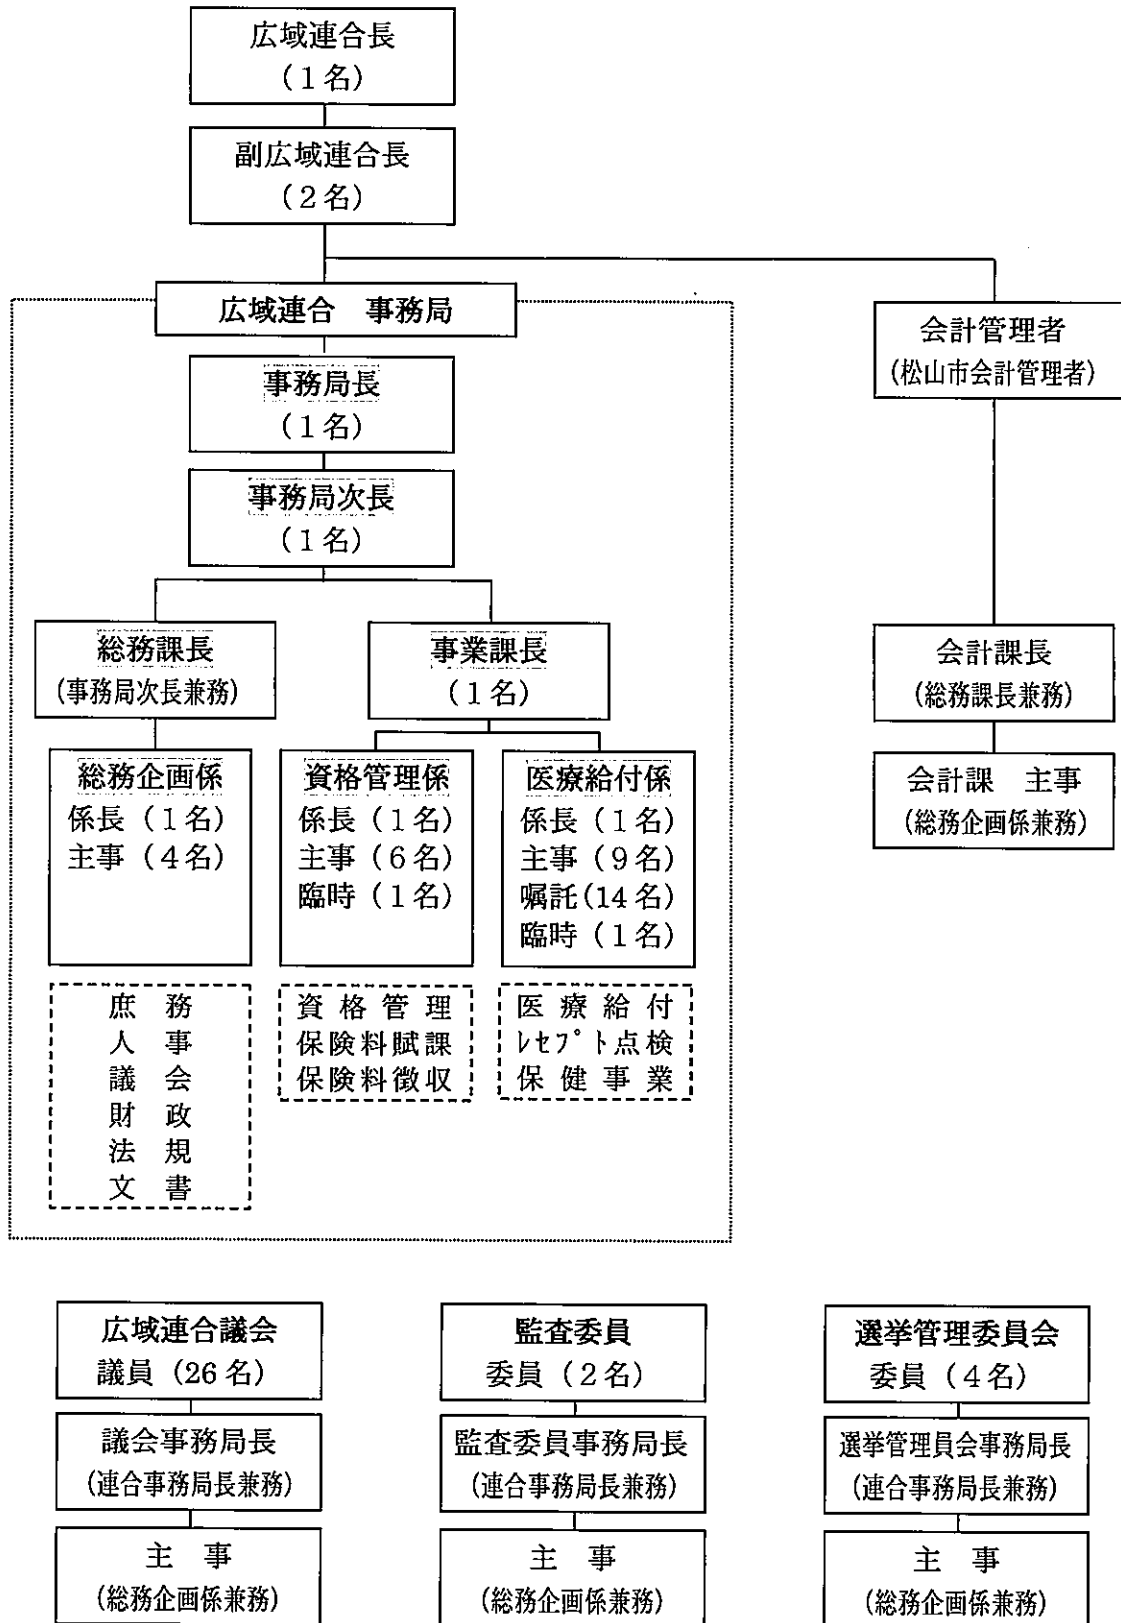 広域連合長
(1名)
副広域連合長
(2名)
広域連合　事務局
事務局長
(1名)
事務局次長
(1名)
総務課長
(事務局次長兼務)
事業課長
(1名)
総務企画係
係長 (1名)
主事 (4名)
資格管理係
係長 (1名)
主事 (6名)
臨時 (1名)
医療給付係
係長 (1名)
主事 (9名)
嘱託(14名)
臨時 (1名)
庶　務
人　事
議　会
財　政
法　規
文　書
資 格 管 理
保険料賦課
保険料徴収
医 療 給 付
ﾚｾﾌﾟﾄ点検
保 健 事 業
会計管理者
(松山市会計管理者)
会計課長
(総務課長兼務)
会計課　主事
(総務企画係兼務)
広域連合議会
議員 (26名)
議会事務局長
(連合事務局長兼務)
主　事
(総務企画係兼務)
監査委員
委員 (2名)
監査委員事務局長
(連合事務局長兼務)
主　事
(総務企画係兼務)
選挙管理委員会
委員 (4名)
選挙管理員会事務局長
(連合事務局長兼務)
主　事
(総務企画係兼務)